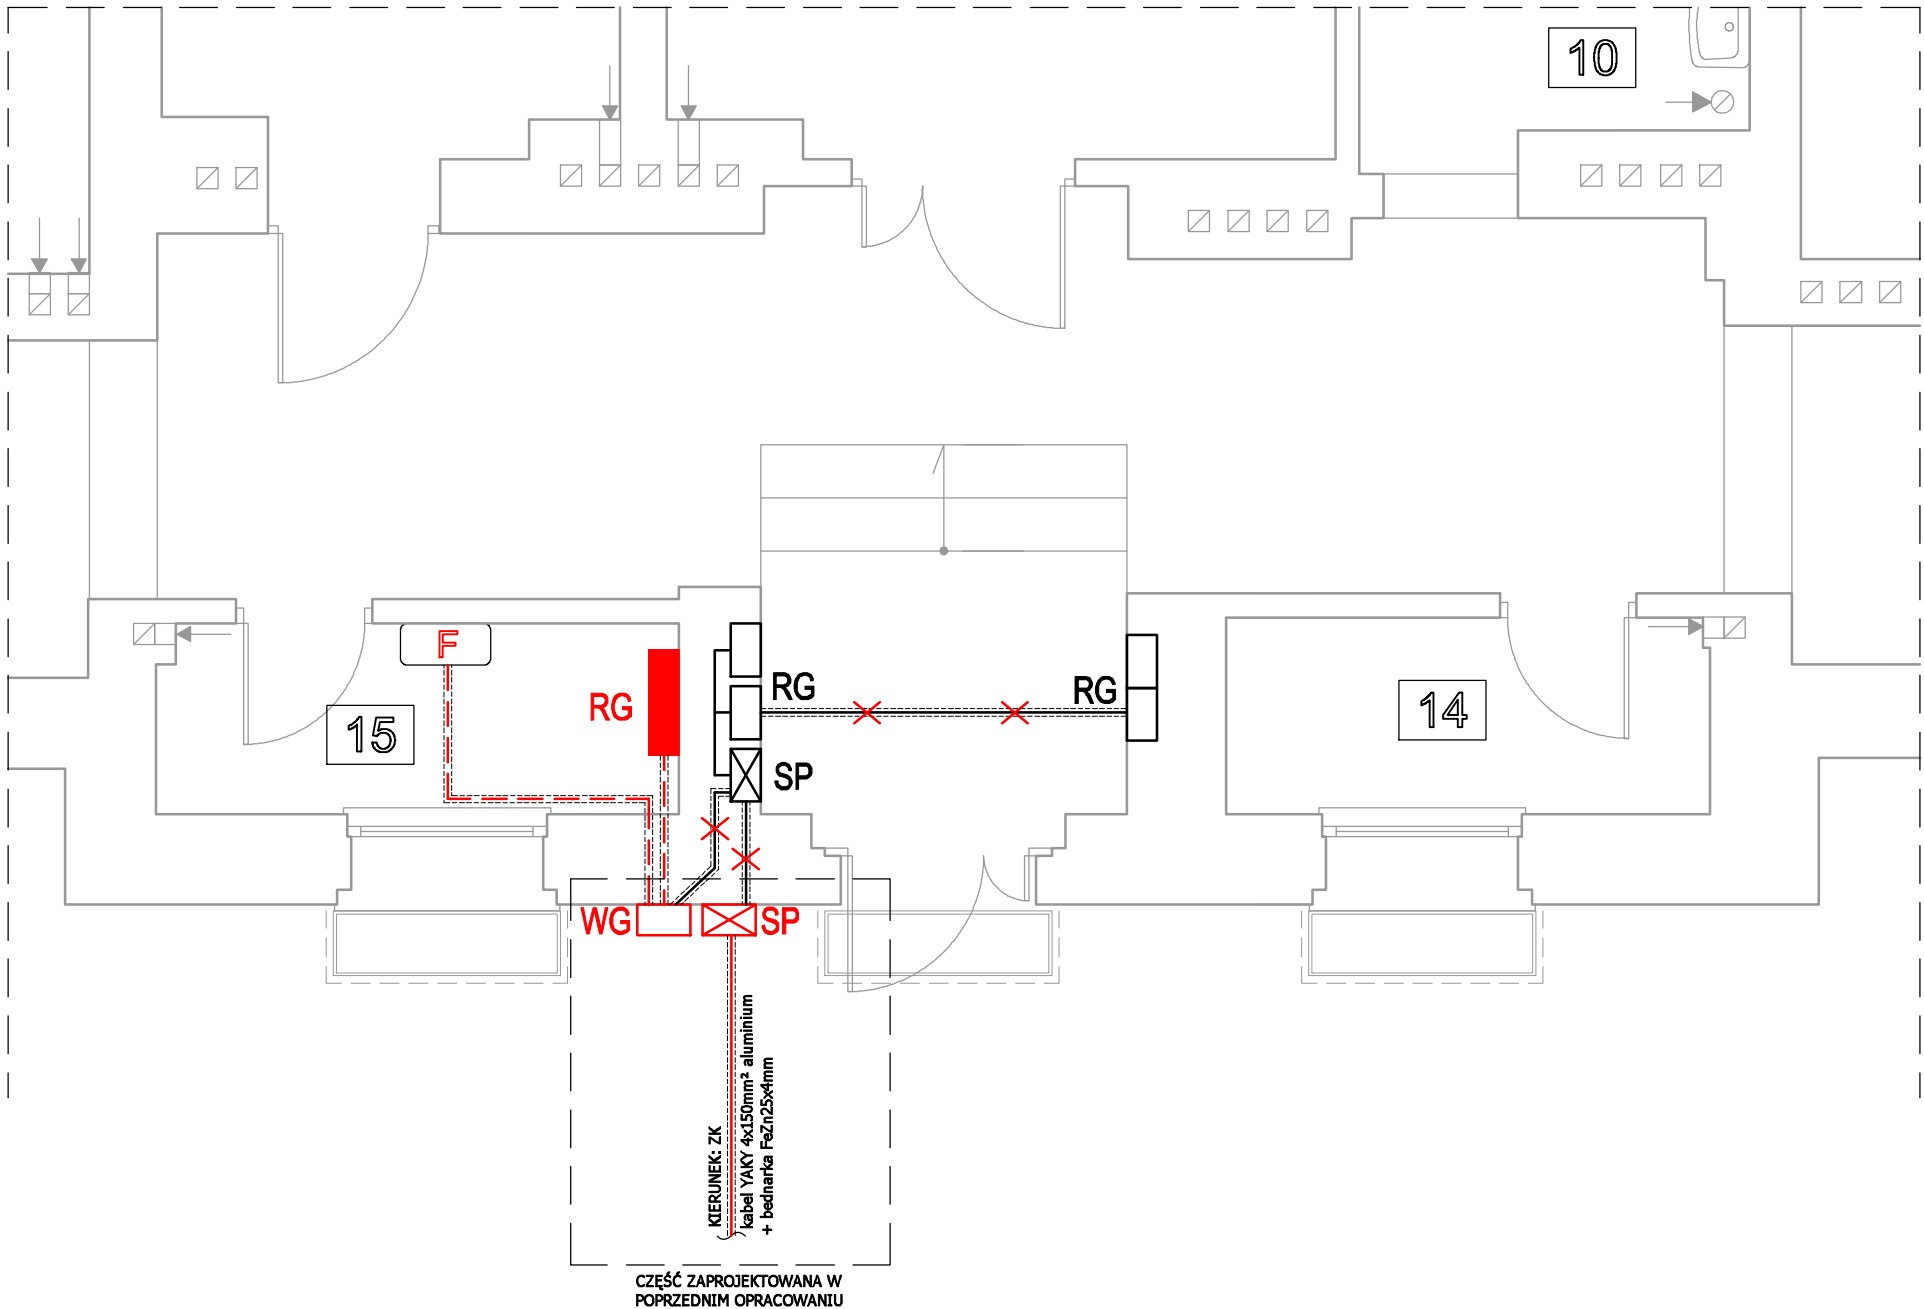 10
F
RG
RG
RG
15
14
SP
WG
SP
KIERUNEK: ZK
kabel YAKY 4x150mm² aluminium
+ bednarka FeZn25x4mm
CZĘŚĆ ZAPROJEKTOWANA W
POPRZEDNIM OPRACOWANIU